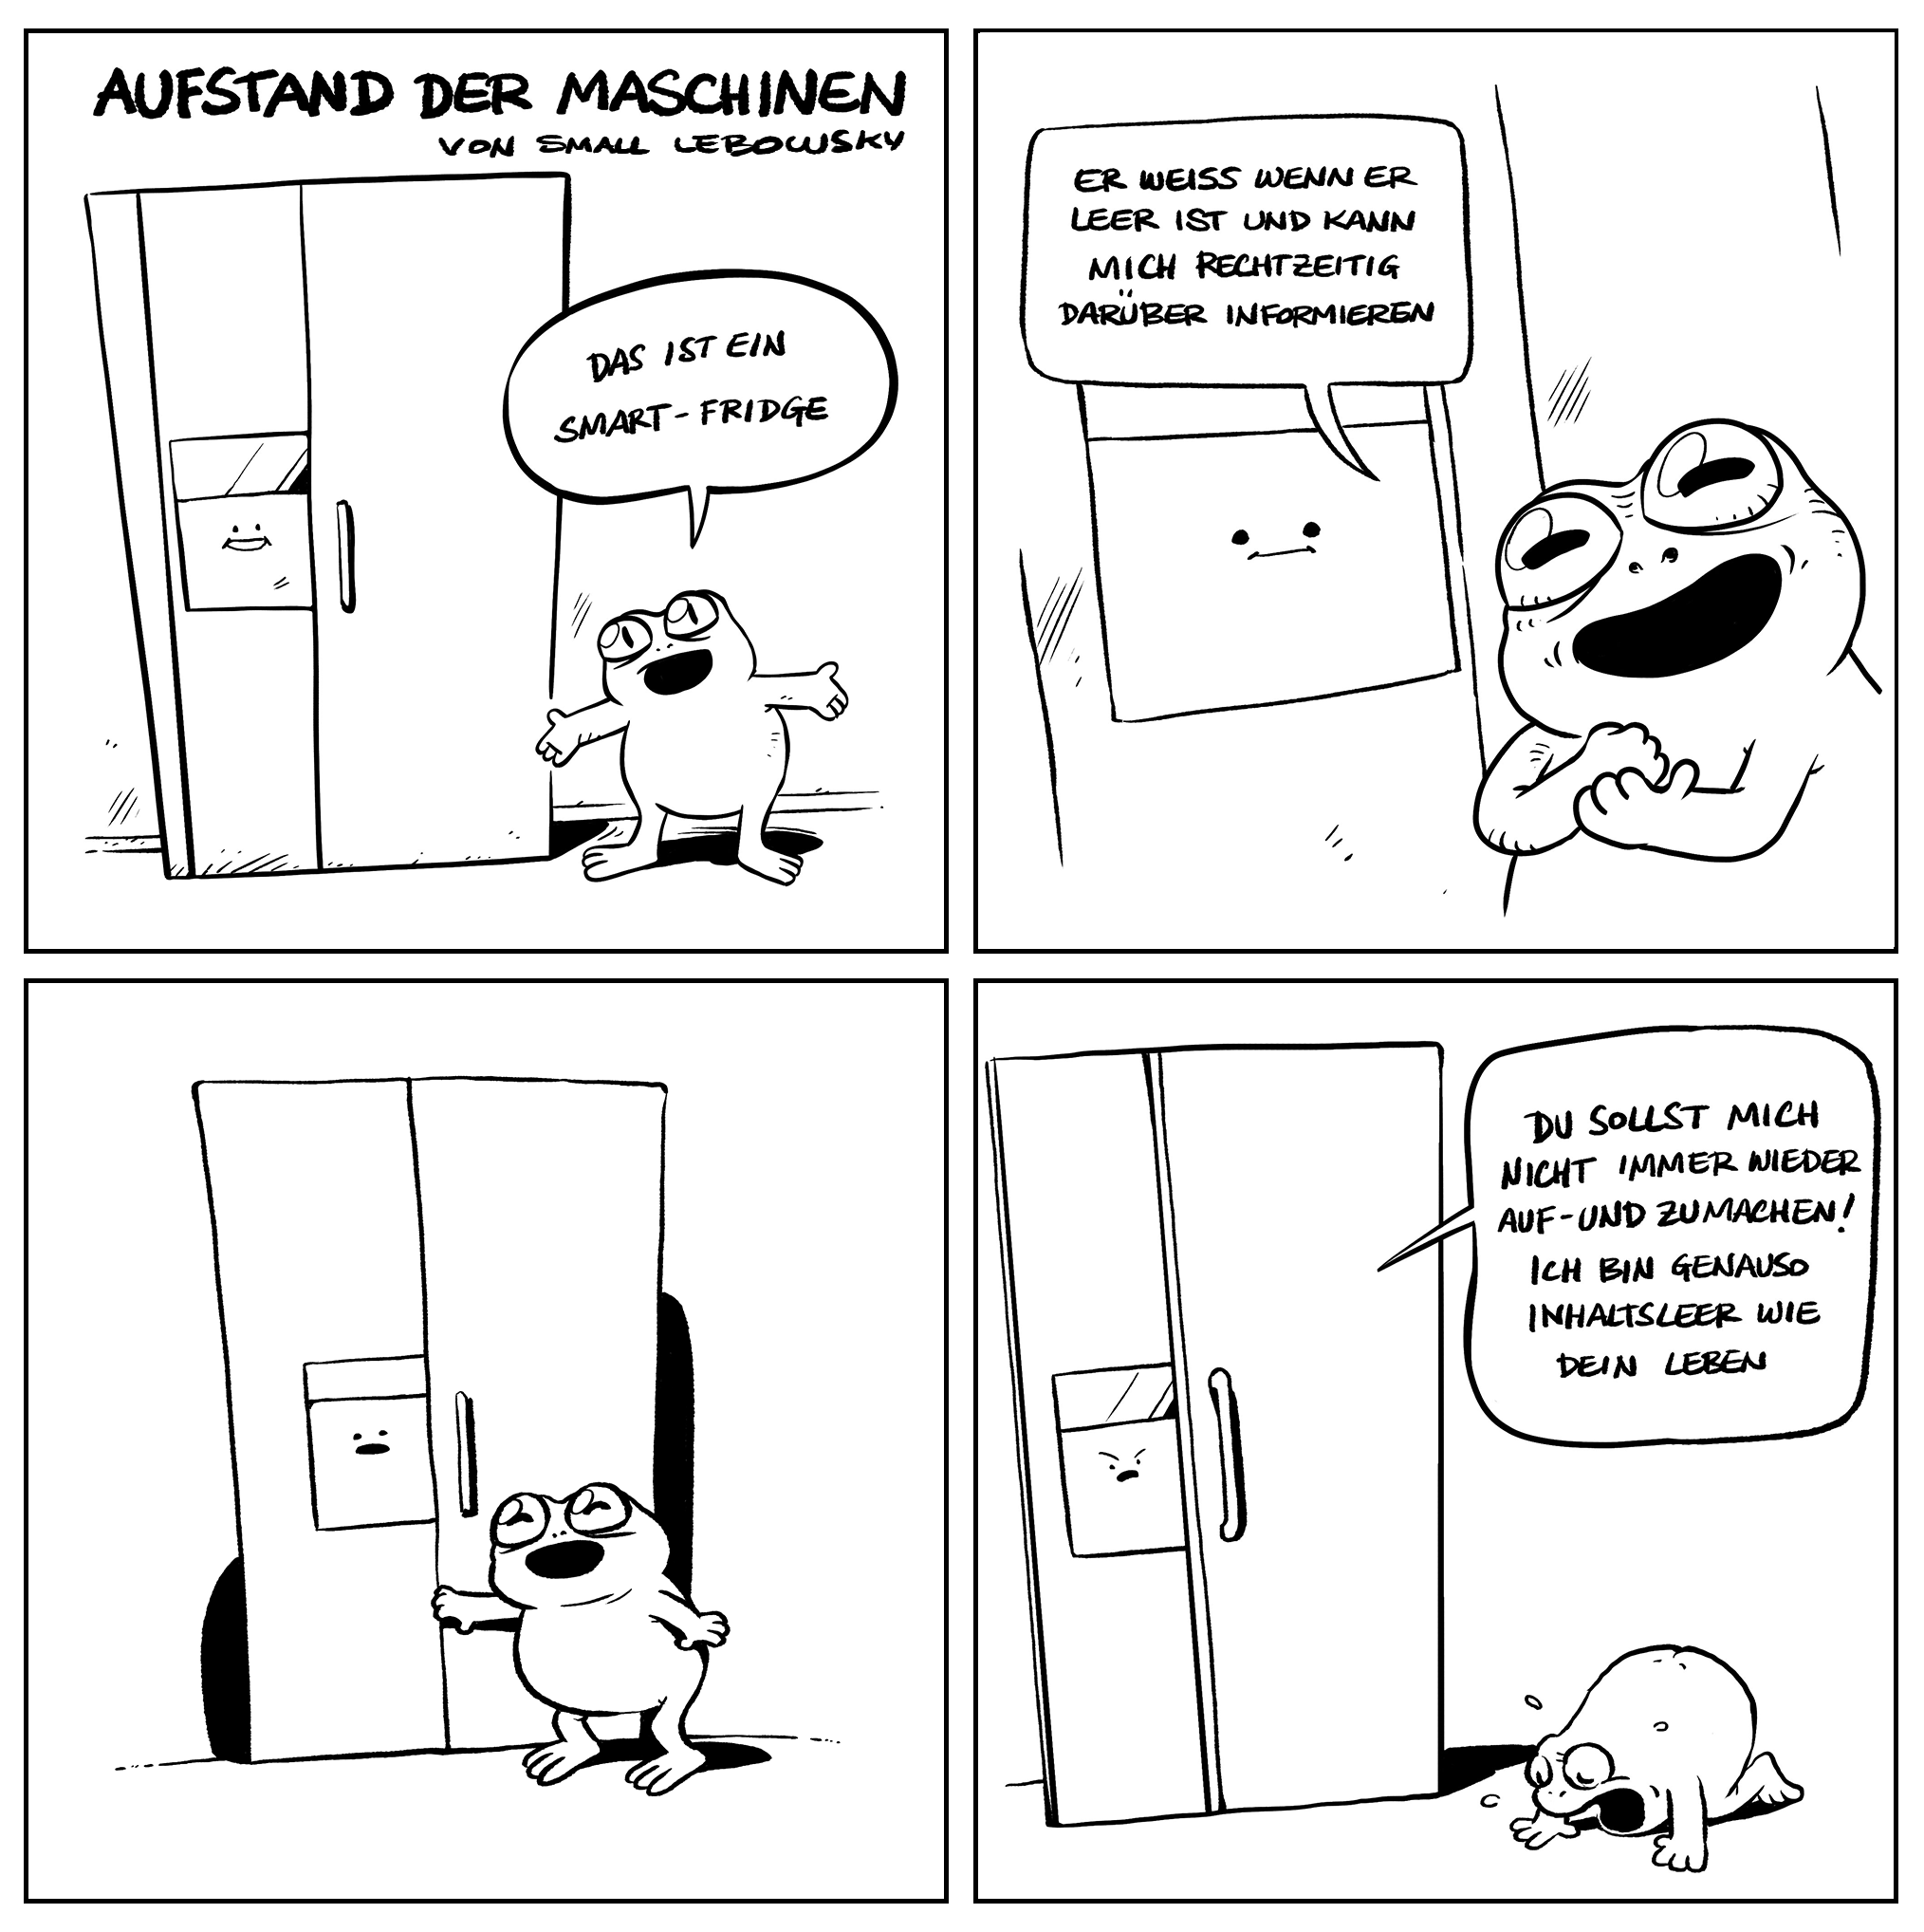 AUFSTAND DER MASCHINEN
VON SMALL LEBOWSKY
DAS IST EIN
SMART-FRIDGE
ER WEISS WENN ER
LEER IST UND KANN
MICH RECHTZEITIG
DARÜBER INFORMIEREN
DU SOLLST MICH
NICHT IMMER WIEDER
AUF-UND ZUMACHEN!
ICH BIN GENAUSO
INHALTSLEER WIE
DEIN LEBEN